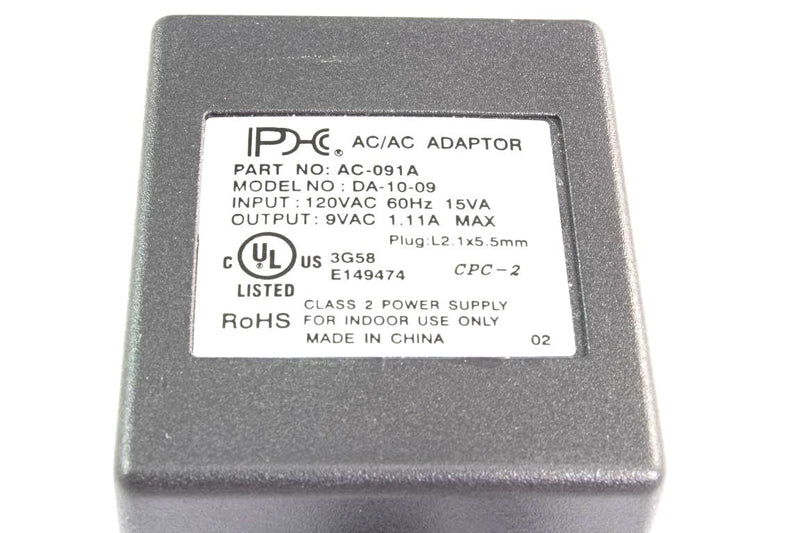 PHC® AC/AC ADAPTOR
PART NO: AC-091A
MODEL NO: DA-10-09
INPUT: 120VAC 60Hz 15VA
OUTPUT: 9VAC 1.11A MAX
Plug:L2.1x5.5mm
C UL® US 3G58
E149474 CPC-2
LISTED
CLASS 2 POWER SUPPLY
RoHS FOR INDOOR USE ONLY
MADE IN CHINA 02